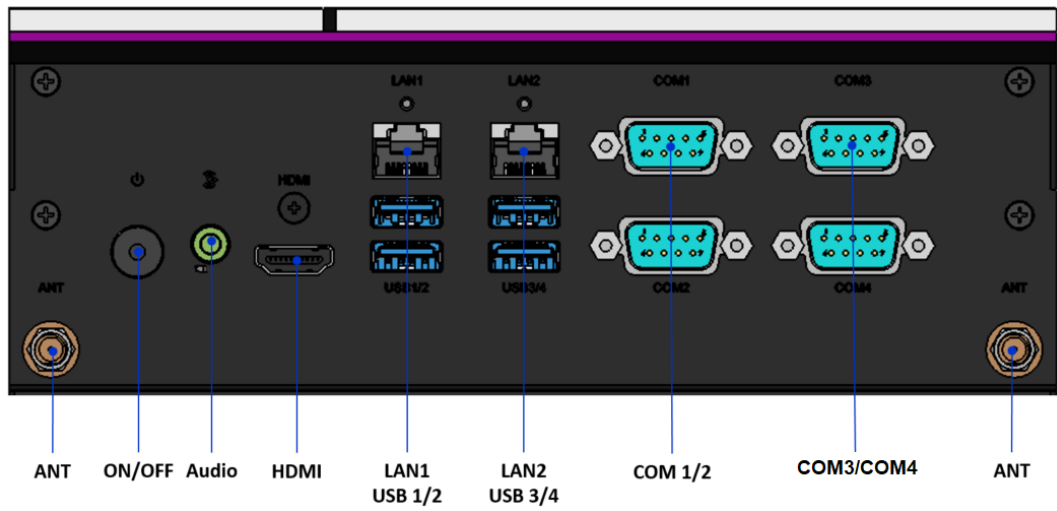 LAN1 LAN2 COM1 COM3
HDMI
ANT USB1/2 USB3/4 COM2 COM4 ANT
ANT ON/OFF Audio HDMI LAN1 LAN2 COM 1/2 COM3/COM4 ANT
USB 1/2 USB 3/4